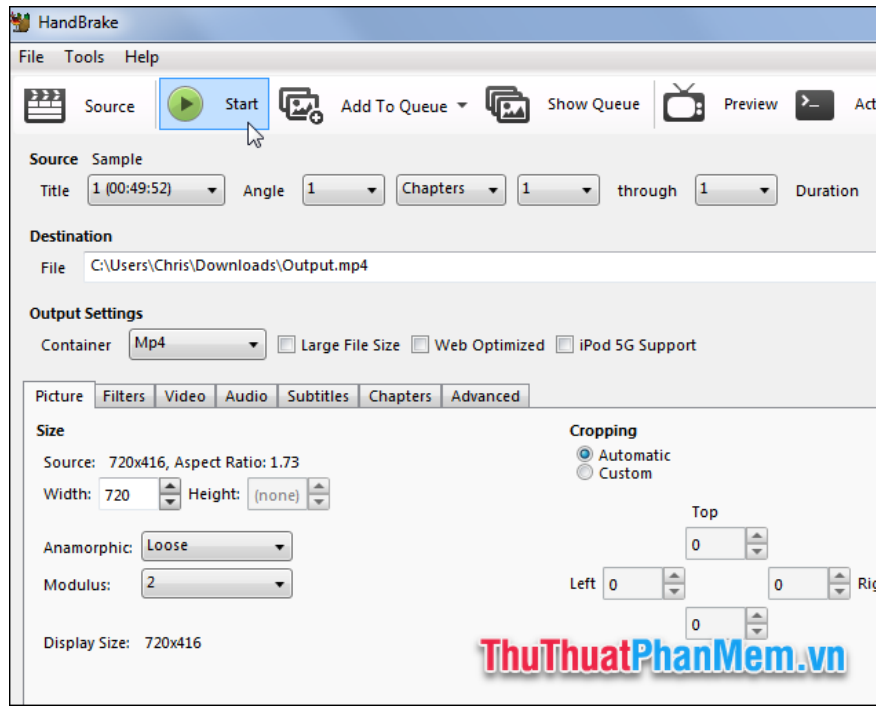 HandBrake
File Tools Help
Source Start Add To Queue Show Queue Preview
Source Sample
Title 1 (00:49:52) Angle 1 Chapters 1 through 1 Duration
Destination
File C:\Users\Chris\Downloads\Output.mp4
Output Settings
Container Mp4 Large File Size Web Optimized iPod 5G Support
Picture Filters Video Audio Subtitles Chapters Advanced
Size Cropping
Source: 720x416, Aspect Ratio: 1.73 Automatic
Width: 720 Height: (none) Custom
Top
Anamorphic: Loose 0
Modulus: 2 Left 0 0
0
Display Size: 720x416
ThuThuatPhanMem.vn